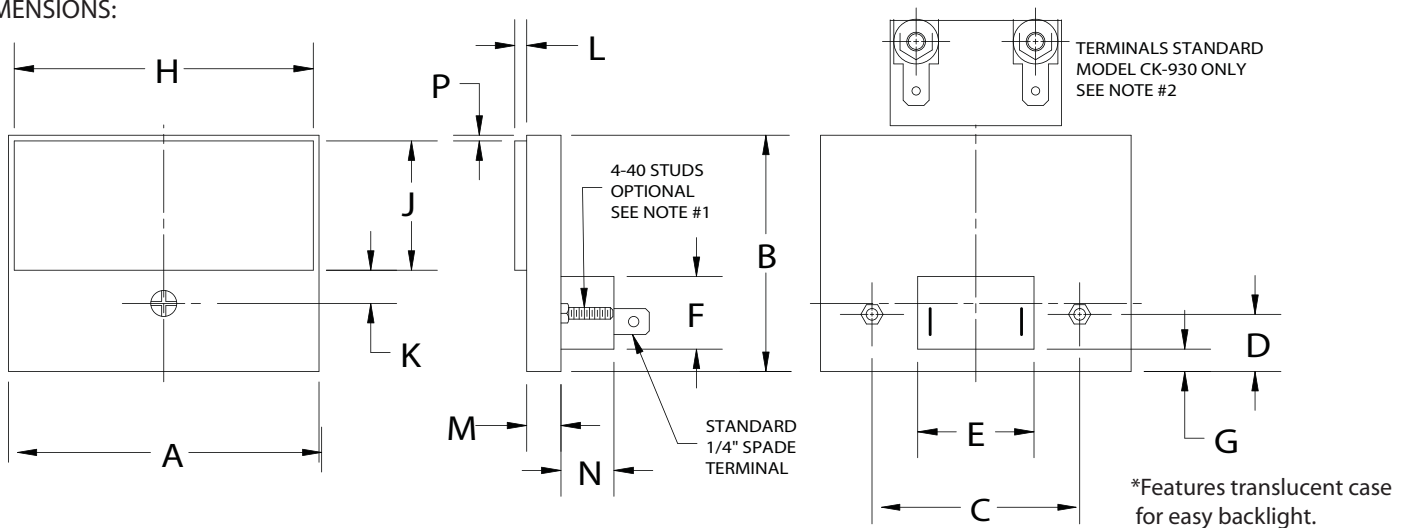 MENSIONS:
H
L
P
J
K
A
M
N
4-40 STUDS
OPTIONAL
SEE NOTE #1
F
B
STANDARD
1/4" SPADE
TERMINAL
TERMINALS STANDARD
MODEL CK-930 ONLY
SEE NOTE #2
D
E
G
C
*Features translucent case
for easy backlight.